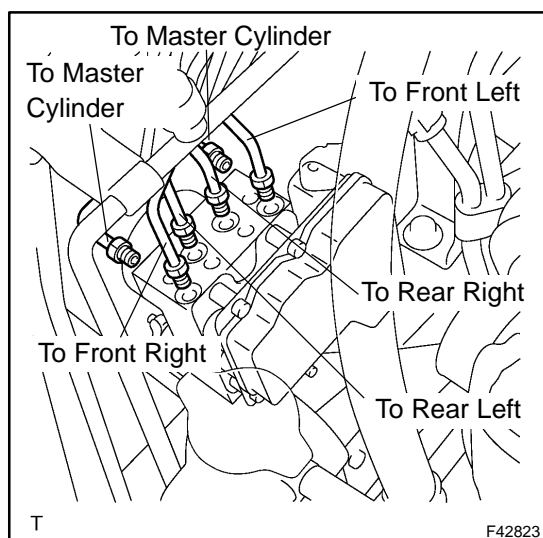 To Master Cylinder
To Master
Cylinder
To Front Left
To Rear Right
To Front Right
To Rear Left
T
F42823